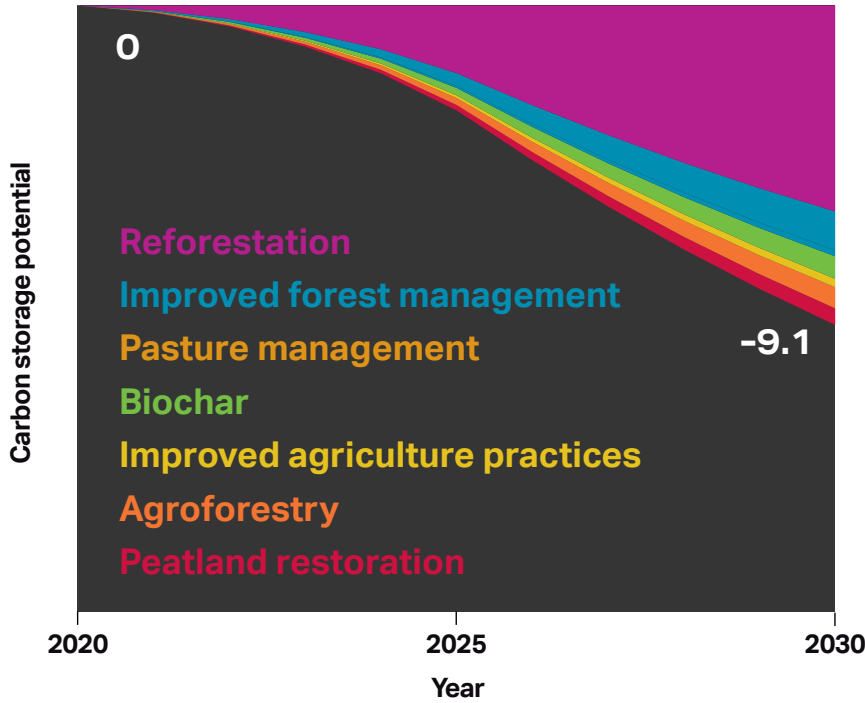 0
Carbon storage potential
Reforestation
Improved forest management
-9.1
Pasture management
Biochar
Improved agriculture practices
Agroforestry
Peatland restoration
2020
2025
2030
Year